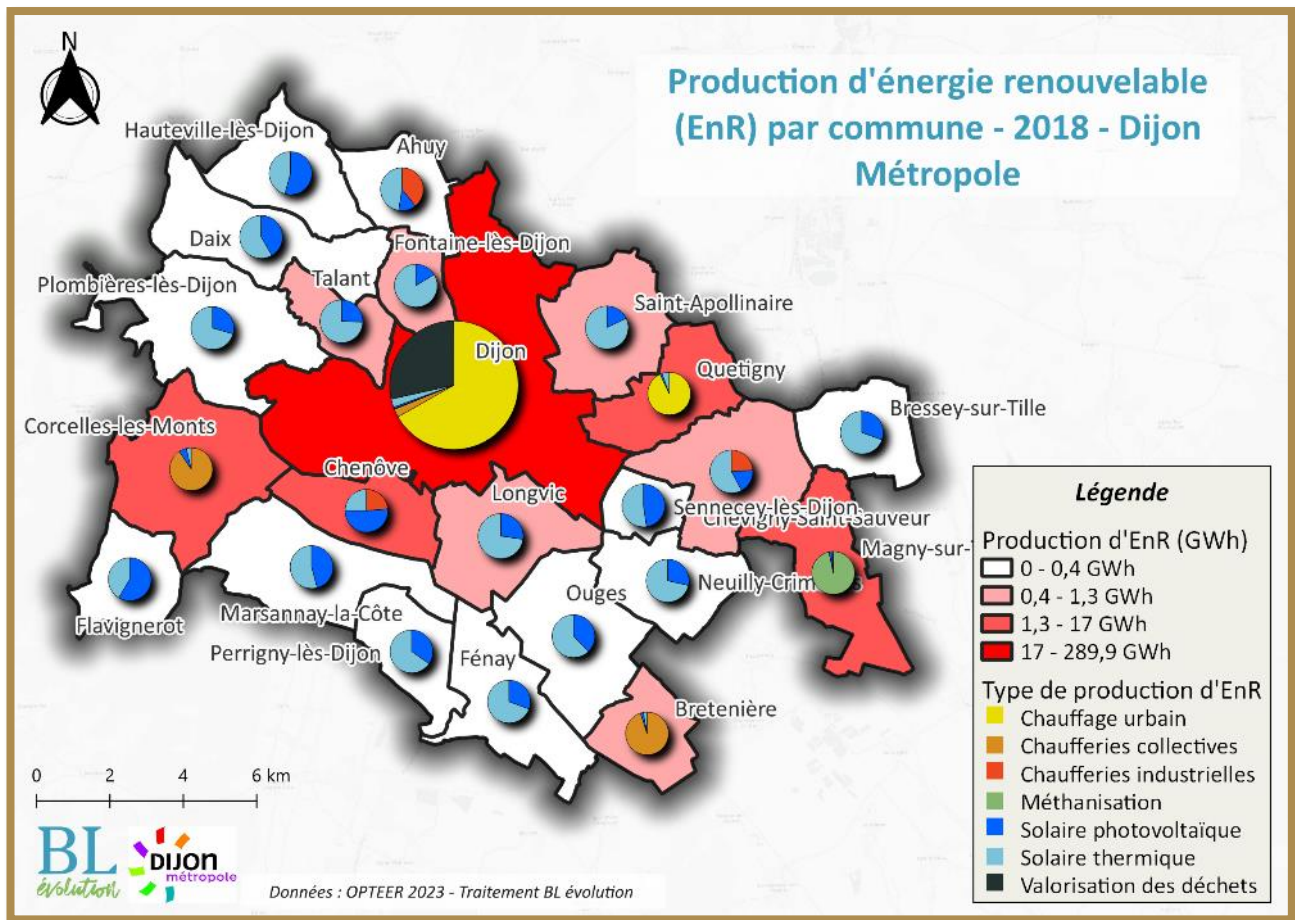 Production d'énergie renouvelable
(EnR) par commune - 2018 - Dijon
Métropole
N
Hauteville-lès-Dijon
Ahuy
Daix
Fontaine-lès-Dijon
Talant
Plombières-lès-Dijon
Saint-Apollinaire
Dijon
Quetigny
Bressey-sur-Tille
Corcelles-les-Monts
Chenôve
Longvic
Sennecey-lès-Dijon
Chevigny-Saint-Sauveur
Magny-sur-
Neuilly-Crim
Ouges
Marsannay-la-Côte
Flavignerot
Perrigny-lès-Dijon
Fénay
Bretenière
Légende
Production d'EnR (GWh)
0 - 0,4 GWh
0,4 - 1,3 GWh
1,3 - 17 GWh
17 - 289,9 GWh
Type de production d'EnR
Chauffage urbain
Chaufferies collectives
Chaufferies industrielles
Méthanisation
Solaire photovoltaïque
Solaire thermique
Valorisation des déchets
0 2 4 6 km
BL
évolution
DIJON
métropole
Données : OPTEER 2023 - Traitement BL évolution